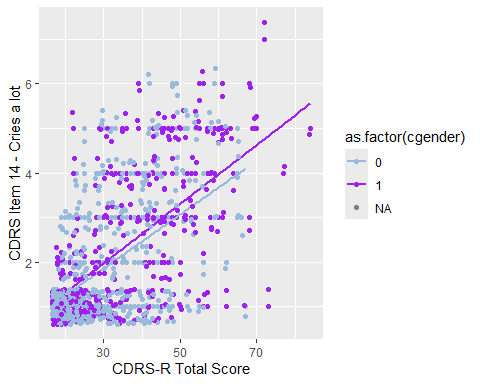 6
4
2
30
50
70
CDRS Item 14 - Cries a lot
CDRS-R Total Score
as.factor(cgender)
0
1
NA